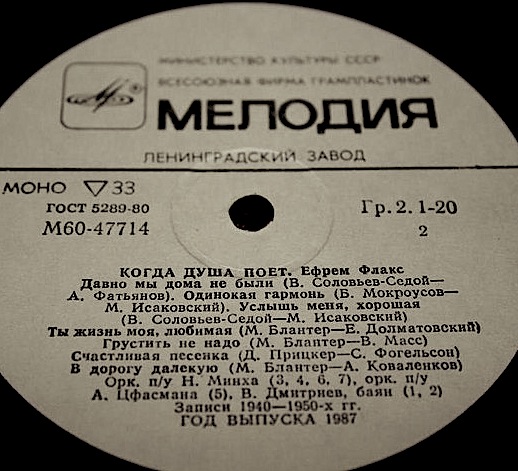 МИНИСТЕРСТВО КУЛЬТУРЫ СССР
ВСЕСОЮЗНАЯ ФИРМА ГРАМПЛАСТИНОК
МЕЛОДИЯ
ЛЕНИНГРАДСКИЙ ЗАВОД
МОНО ▽33
ГОСТ 5289-80
М60-47714
Гр. 2. 1-20
2
КОГДА ДУША ПОЕТ. Ефрем Флакс
Давно мы дома не были (В. Соловьев-Седой—
А. Фатьянов). Одинокая гармонь (Б. Мокроусов—
М. Исаковский). Услышь меня, хорошая
(В. Соловьев-Седой—М. Исаковский)
Ты жизнь моя, любимая (М. Блантер—Е. Долматовский)
Грустить не надо (М. Блантер—В. Масс)
Счастливая песенка (Д. Прицкер—С. Фогельсон)
В дорогу далекую (М. Блантер—А. Коваленков)
Орк. п/у Н. Минха (3, 4, 6, 7), орк. п/у
А. Цфасмана (5), В. Дмитриев, баян (1, 2)
Записи 1940—1950-х гг.
ГОД ВЫПУСКА 1987